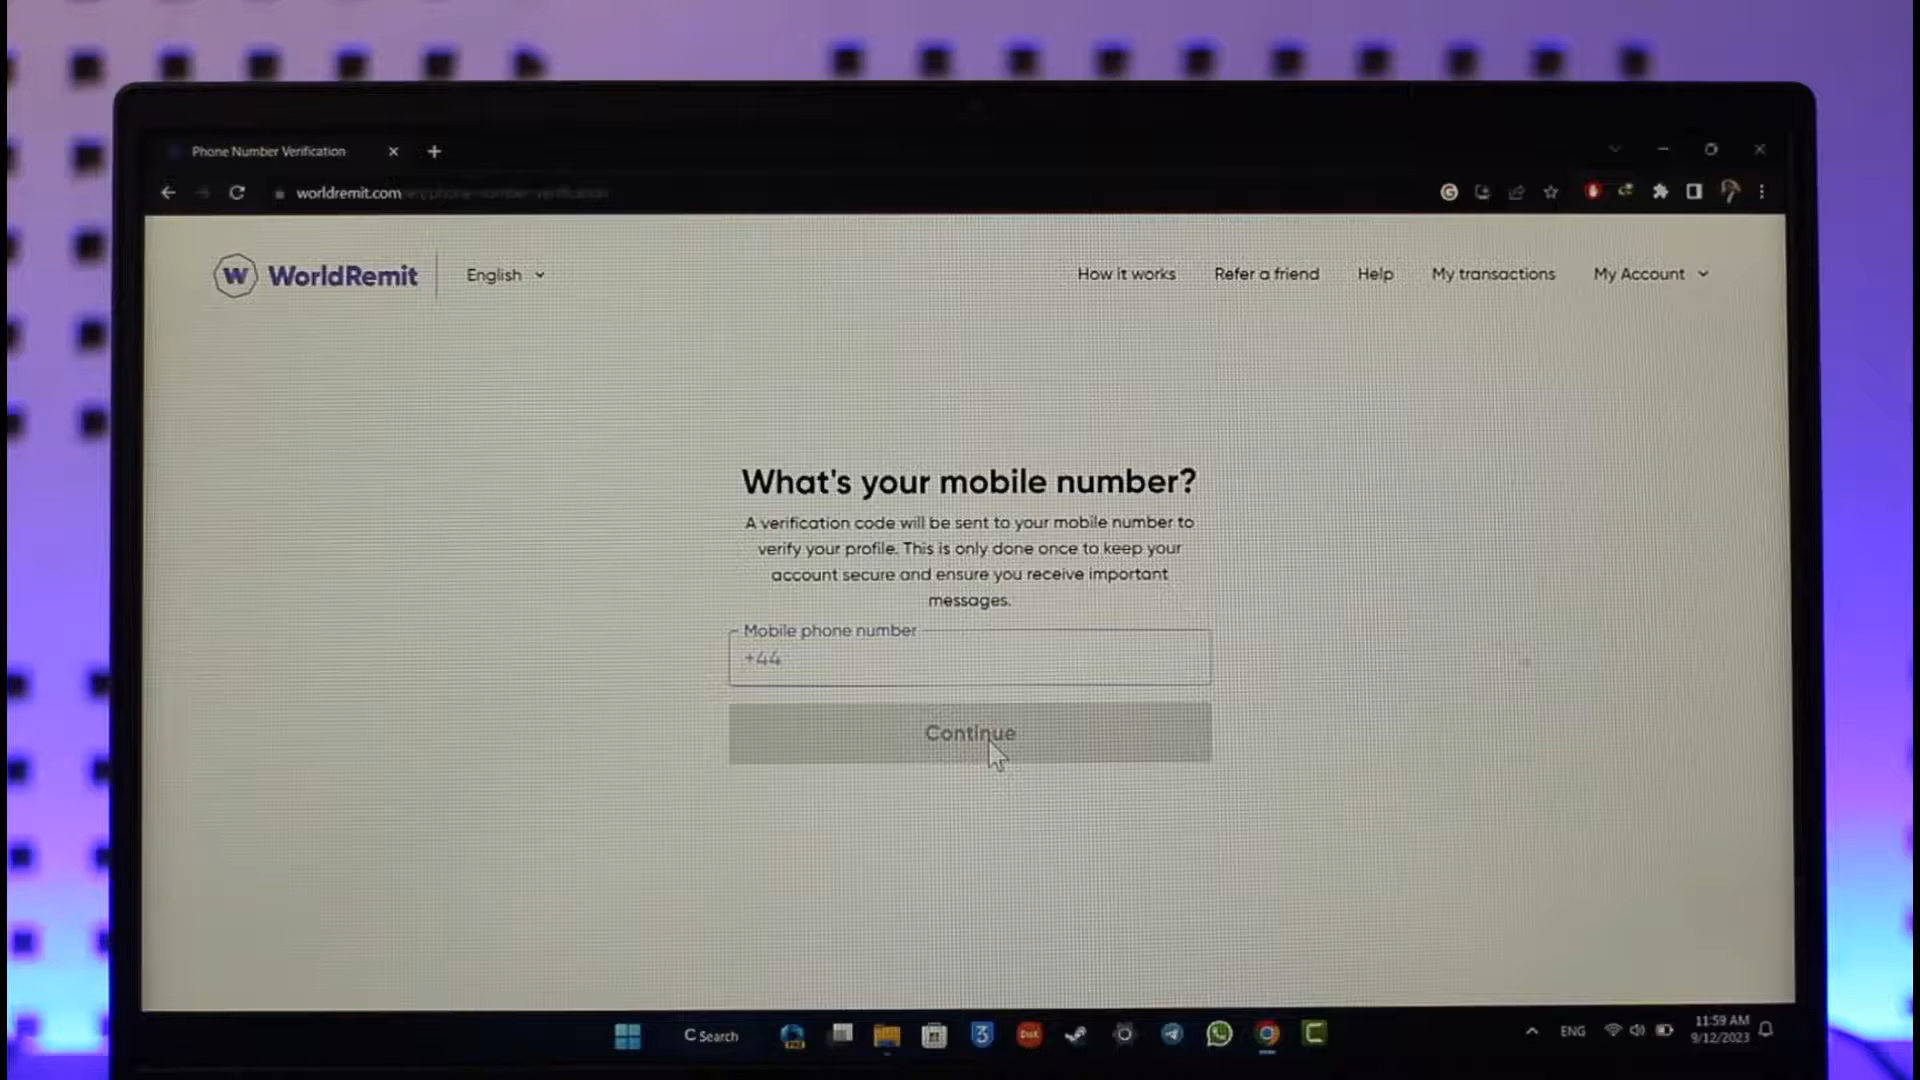 Phone Number Verification
worldremit.com
WorldRemit
English
How it works
Refer a friend
Help
My transactions
My Account
What's your mobile number?
A verification code will be sent to your mobile number to
verify your profile. This is only done once to keep your
account secure and ensure you receive important
messages.
Mobile phone number
+44
Continue
Search
ENG
11:59 AM
9/12/2023